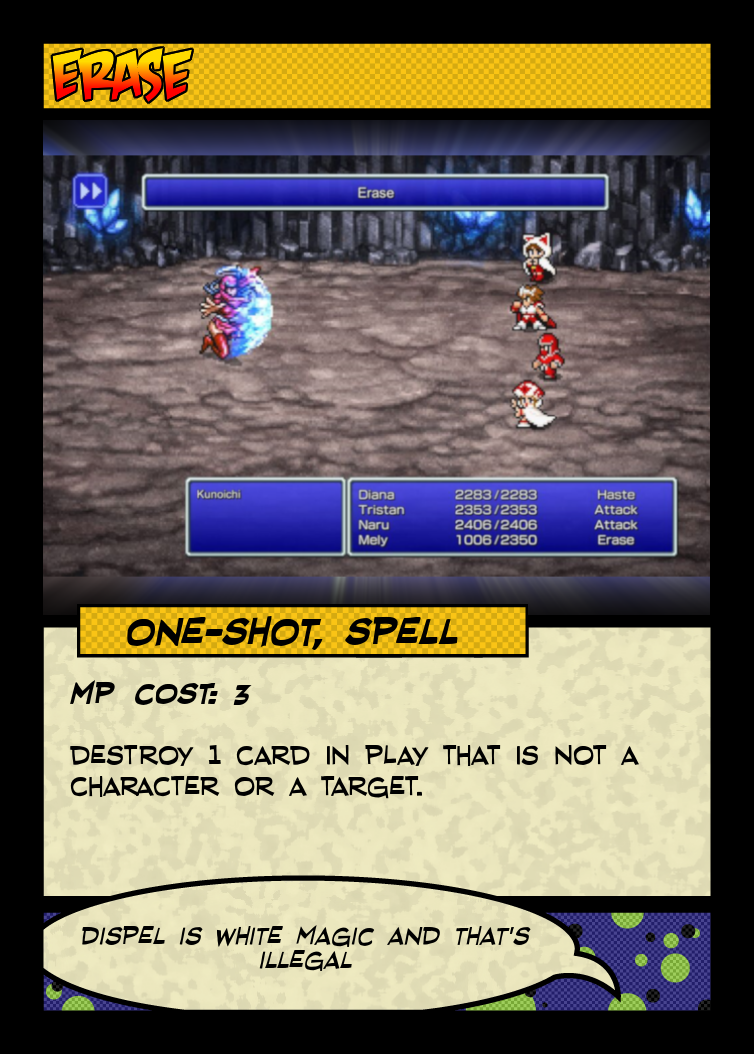 ERASE
Erase
Kunoichi
Diana 2283/2283 Haste
Tristan 2353/2353 Attack
Naru 2406/2406 Attack
Mely 1006/2350 Erase
ONE-SHOT, SPELL
MP COST: 3
DESTROY 1 CARD IN PLAY THAT IS NOT A
CHARACTER OR A TARGET.
DISPEL IS WHITE MAGIC AND THAT'S
ILLEGAL